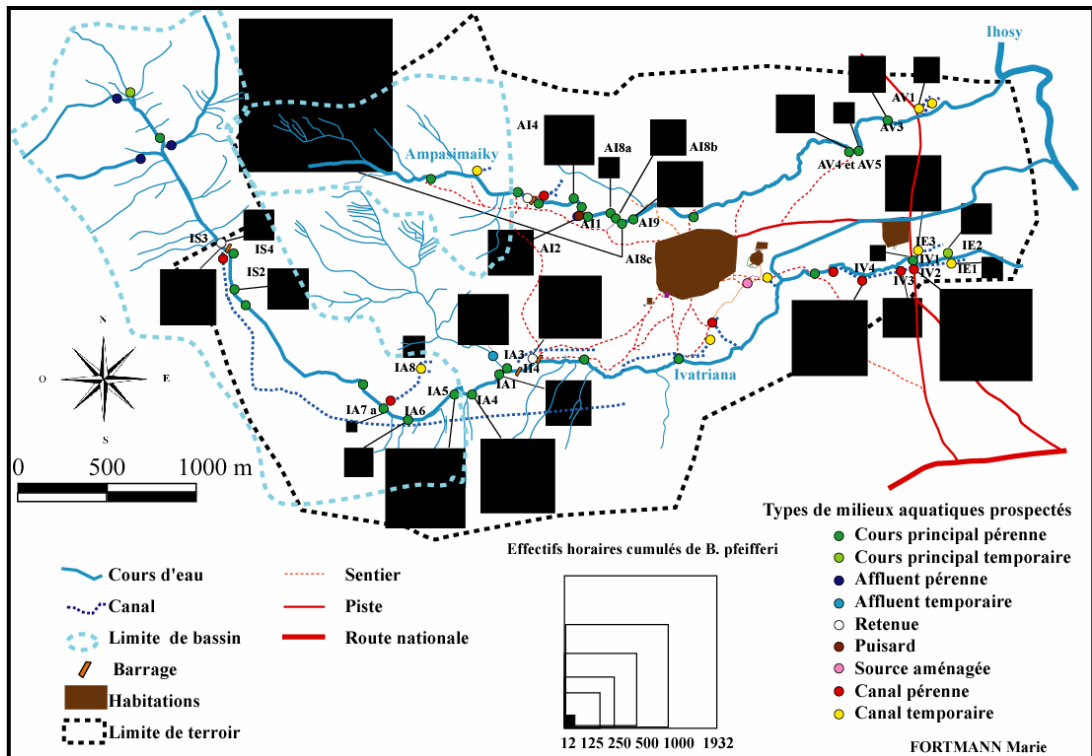 Ihosy
AV1
AV3
AI4
AI8a
AI8b
Ampasimaiky
AV4 et AV5
AI1
AI9
AI2
AI8c
IS3
IS4
IS2
IE3
IE2
IV1
IE1
IV4
IV3
IV2
IA3
II4
IA8
IA1
Ivatriana
IA5
IA4
IA7 a
IA6
N
O
E
S
0 500 1000 m
Types de milieux aquatiques prospectés
Cours principal pérenne
Cours principal temporaire
Affluent pérenne
Affluent temporaire
Retenue
Puisard
Source aménagée
Canal pérenne
Canal temporaire
Effectifs horaires cumulés de B. pfeifferi
12 125 250 500 1000 1932
Cours d'eau
Canal
Limite de bassin
Barrage
Habitations
Limite de terroir
Sentier
Piste
Route nationale
FORTMANN Marie